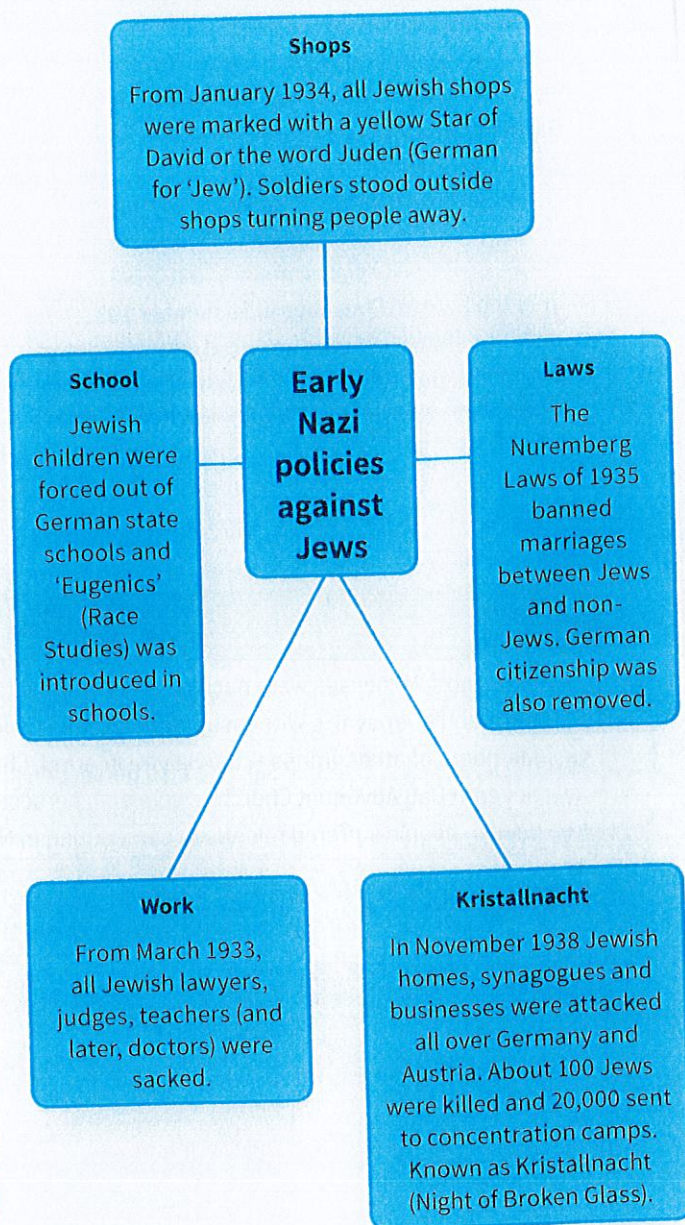 Shops
From January 1934, all Jewish shops
were marked with a yellow Star of
David or the word Juden (German
for 'Jew'). Soldiers stood outside
shops turning people away.
School
Jewish
children were
forced out of
German state
schools and
'Eugenics'
(Race
Studies) was
introduced in
schools.
Early
Nazi
policies
against
Jews
Laws
The
Nuremberg
Laws of 1935
banned
marriages
between Jews
and non-
Jews. German
citizenship was
also removed.
Work
From March 1933,
all Jewish lawyers,
judges, teachers (and
later, doctors) were
sacked.
Kristallnacht
In November 1938 Jewish
homes, synagogues and
businesses were attacked
all over Germany and
Austria. About 100 Jews
were killed and 20,000 sent
to concentration camps.
Known as Kristallnacht
(Night of Broken Glass).